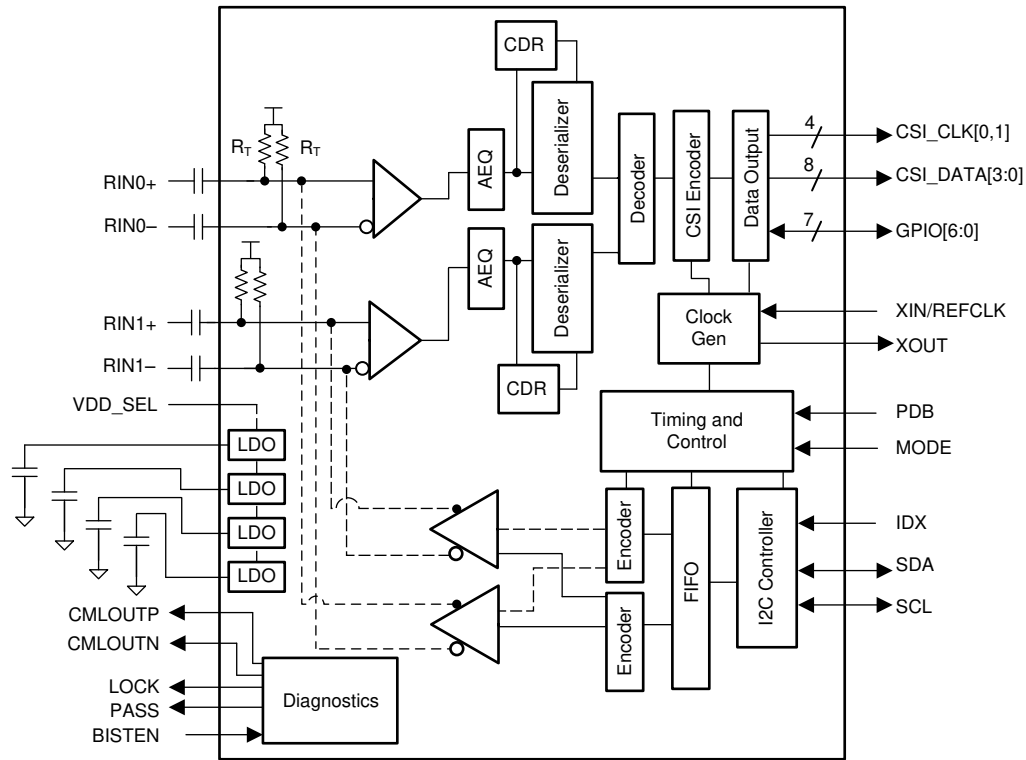 CDR
R_T
R_T
RIN0+
RIN0−
AEQ
Deserializer
Decoder
CSI Encoder
Data Output
4
CSI_CLK[0,1]
8
CSI_DATA[3:0]
7
GPIO[6:0]
RIN1+
RIN1−
AEQ
Deserializer
CDR
Clock
Gen
XIN/REFCLK
XOUT
VDD_SEL
LDO
LDO
LDO
LDO
Timing and
Control
PDB
MODE
Encoder
Encoder
FIFO
I2C Controller
IDX
SDA
SCL
CMLOUTP
CMLOUTN
LOCK
PASS
BISTEN
Diagnostics